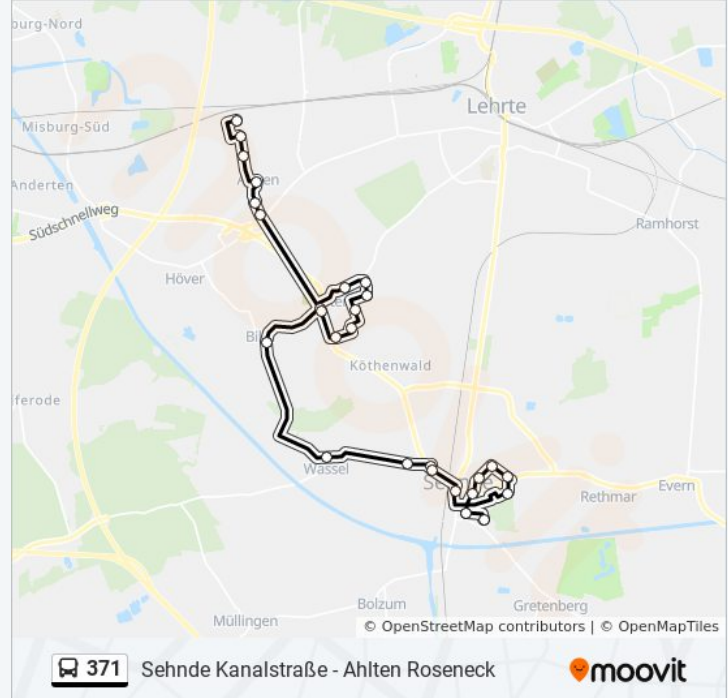 burg-Nord
Lehrte
Misburg-Süd
Anderten
Ramhorst
Südschnellweg
Höver
Köthenwald
lferode
Wassel
Evern
Rethmar
Bolzum
Gretenberg
Müllingen
© OpenStreetMap contributors | © OpenMapTiles
371 Sehnde Kanalstraße - Ahlten Roseneck moovit